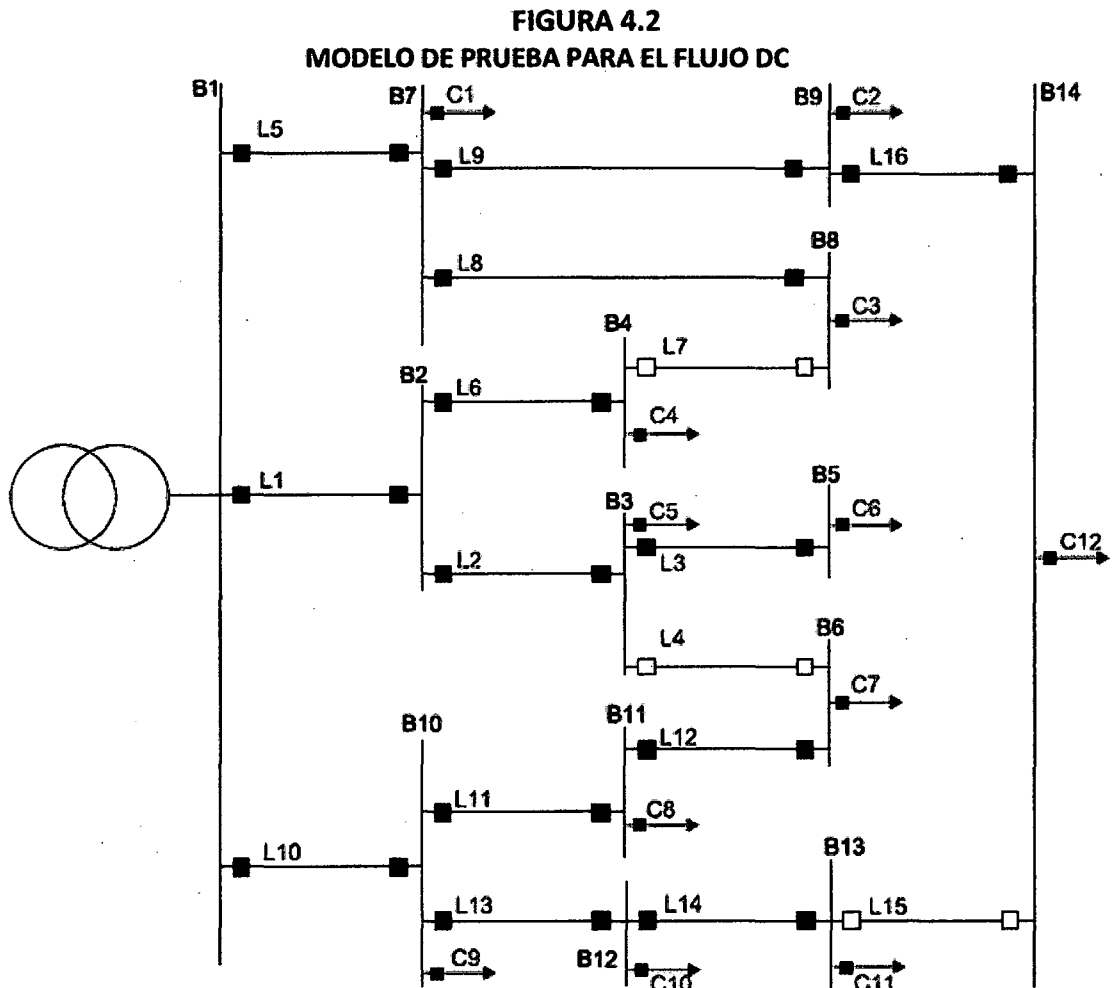 FIGURA 4.2
MODELO DE PRUEBA PARA EL FLUJO DC
B1
B7
C1
B9
C2
B14
L5
L9
L16
L8
B8
C3
B4
L7
B2
L6
C4
L1
B3
C5
B5
C6
C12
L2
L3
L4
B6
C7
B10
B11
L12
L11
C8
L10
B13
L13
L14
L15
C9
B12
C10
C11